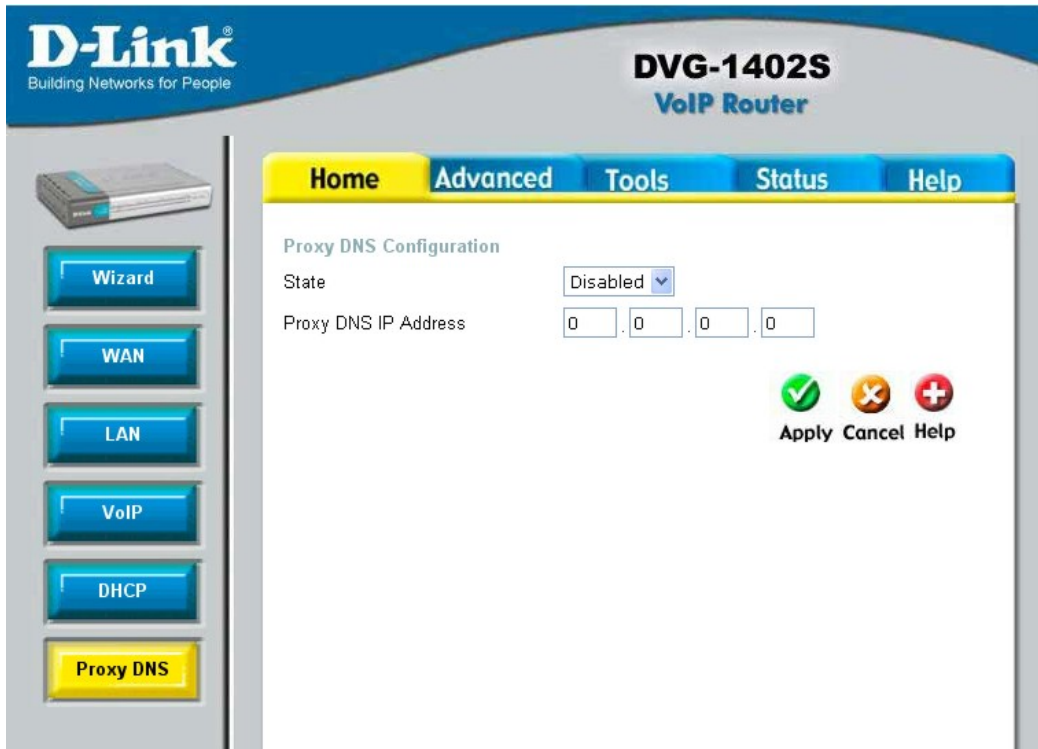 D-Link®
Building Networks for People
DVG-1402S
VoIP Router
Home Advanced Tools Status Help
Wizard
WAN
LAN
VoIP
DHCP
Proxy DNS
Proxy DNS Configuration
State Disabled
Proxy DNS IP Address 0 . 0 . 0 . 0
Apply Cancel Help